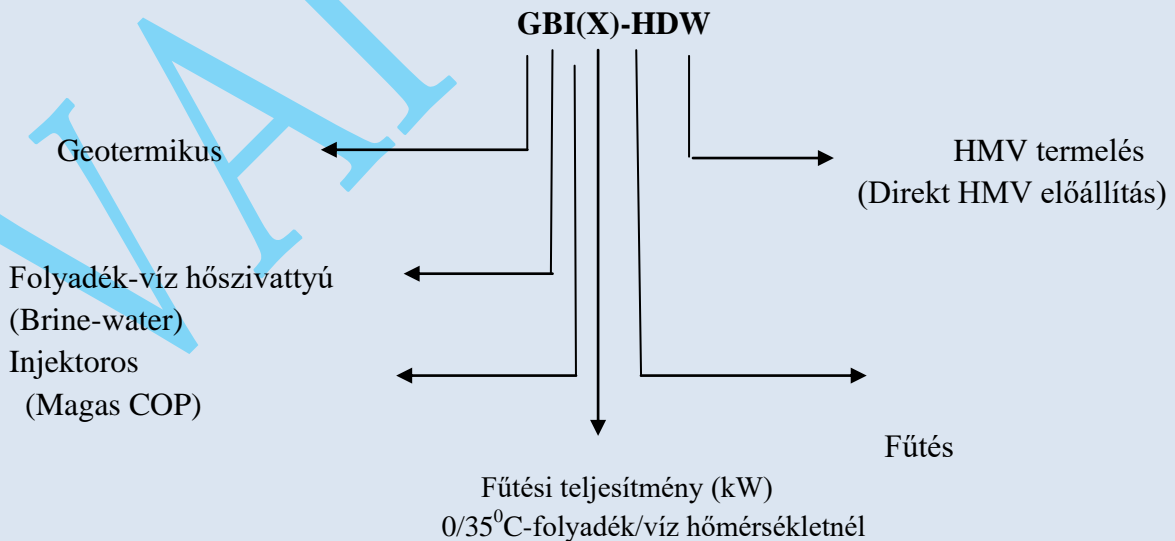 GBI(X)-HDW
Geotermikus
HMV termelés
(Direkt HMV előállítás)
Folyadék-víz hőszivattyú
(Brine-water)
Injektoros
(Magas COP)
Fűtés
Fűtési teljesítmény (kW)
0/35⁰C-folyadék/víz hőmérsékletnél